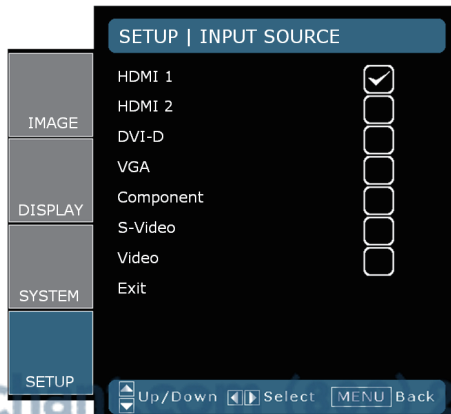 SETUP | INPUT SOURCE
HDMI 1
HDMI 2
DVI-D
VGA
Component
S-Video
Video
Exit
IMAGE
DISPLAY
SYSTEM
SETUP
Up/Down Select MENU Back